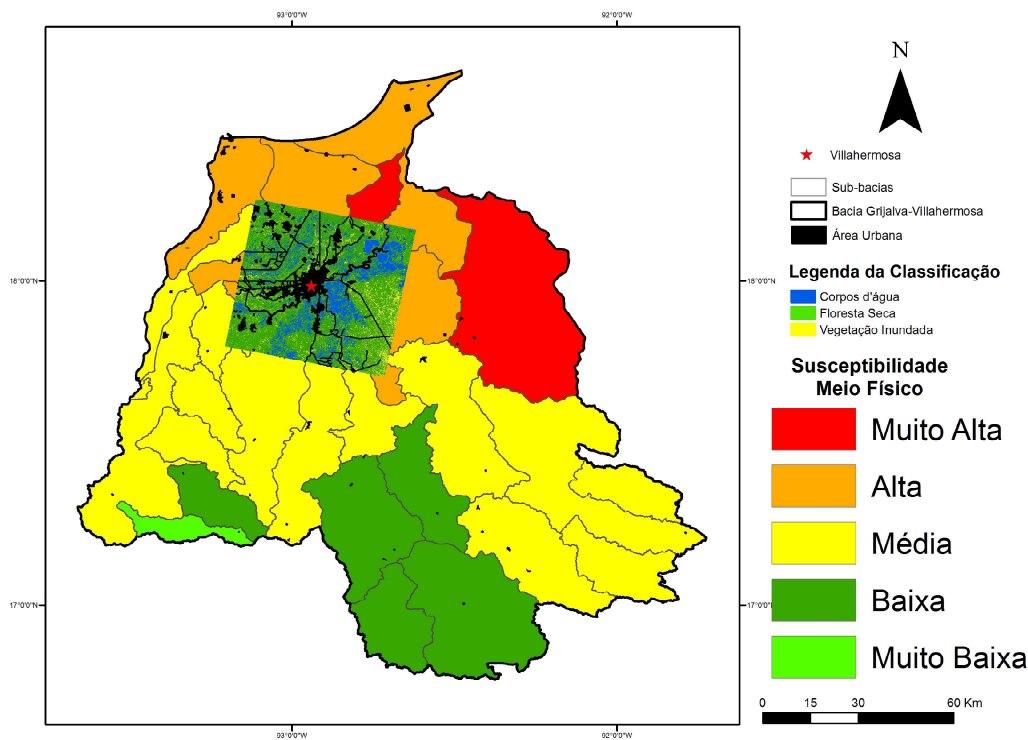 93°0'0"W
92°0'0"W
N
Villahermosa
Sub-bacias
Bacia Grijalva-Villahermosa
Área Urbana
18°0'0"N
18°0'0"N
Legenda da Classificação
Corpos d'água
Floresta Seca
Vegetação Inundada
Susceptibilidade
Meio Físico
Muito Alta
Alta
Média
Baixa
Muito Baixa
17°0'0"N
17°0'0"N
0 15 30 60 Km
93°0'0"W
92°0'0"W